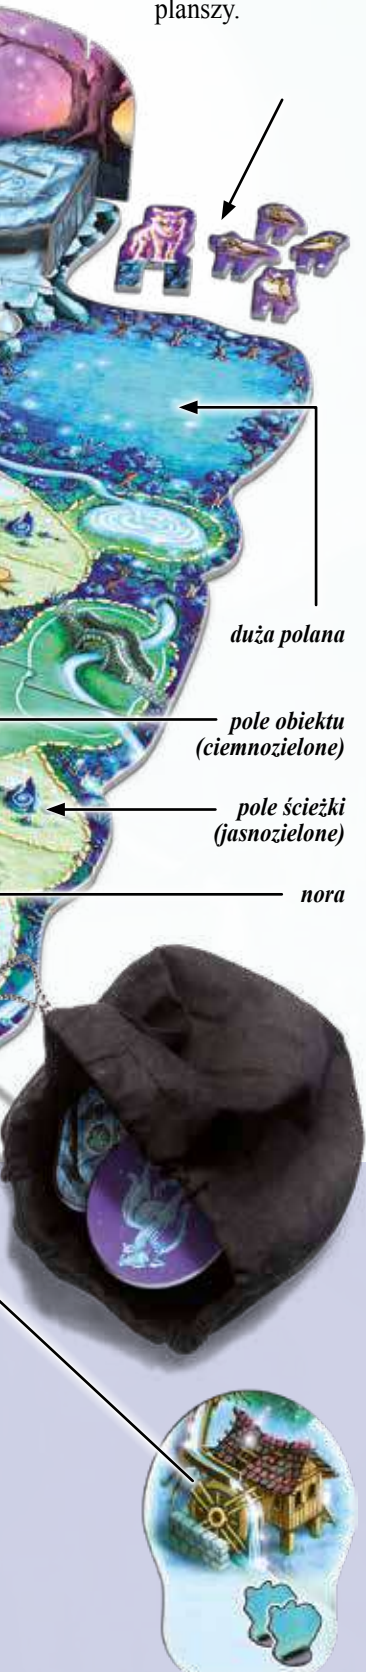 planszy.
duża polana
pole obiektu
(ciemnozielone)
pole ścieżki
(jasnozielone)
nora